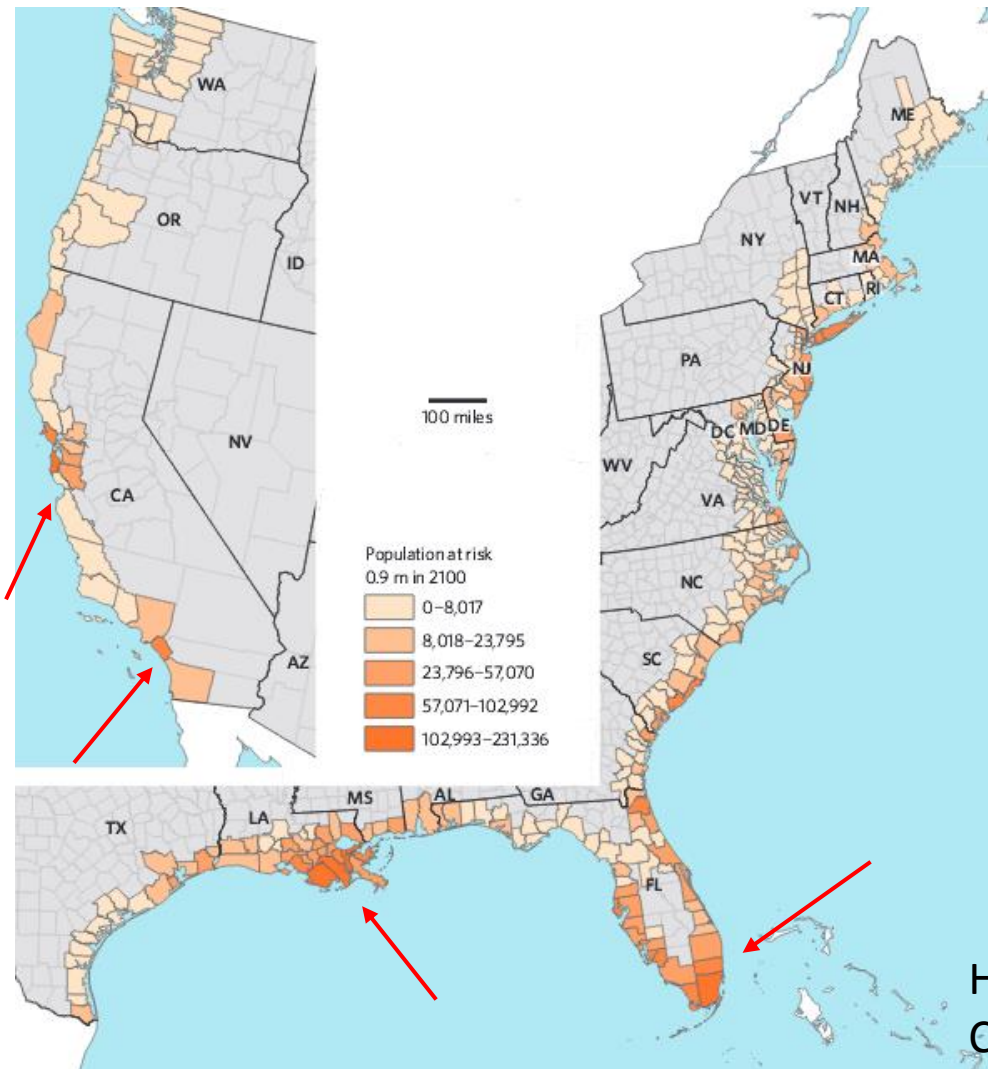 WA
OR
ID
NV
CA
AZ
ME
VT
NH
NY
MA
CT
RI
PA
NJ
100 miles
DC
MD
DE
WV
VA
NC
SC
Population at risk
0.9 m in 2100
0–8,017
8,018–23,795
23,796–57,070
57,071–102,992
102,993–231,336
TX
LA
MS
AL
GA
FL